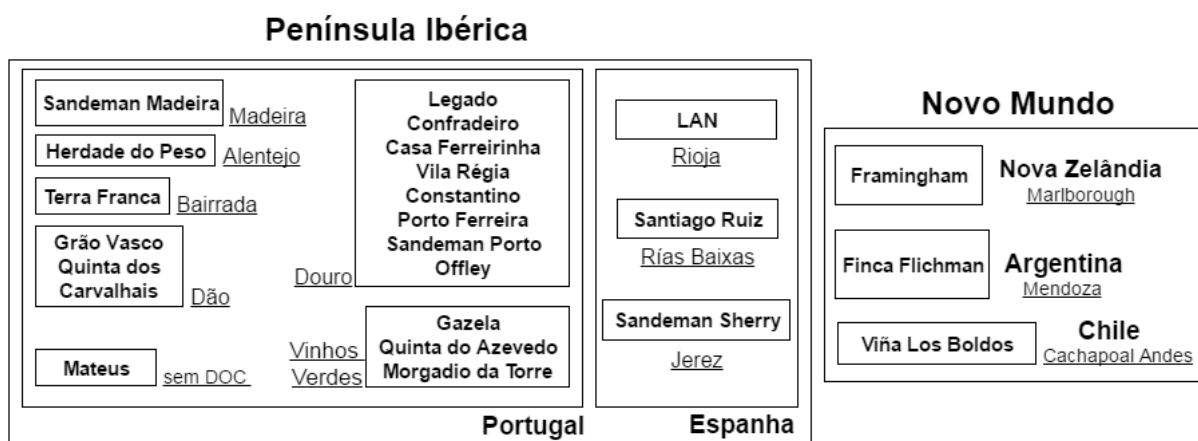 Península Ibérica
Sandeman Madeira
Madeira
Herdade do Peso
Alentejo
Terra Franca
Bairrada
Grão Vasco
Quinta dos
Carvalhais
Dão
Mateus
sem DOC
Legado
Confradeiro
Casa Ferreirinha
Vila Régia
Constantino
Porto Ferreira
Sandeman Porto
Offley
Douro
Gazela
Quinta do Azevedo
Morgadio da Torre
Vinhos
Verdes
Portugal
LAN
Rioja
Santiago Ruiz
Rías Baixas
Sandeman Sherry
Jerez
Espanha
Novo Mundo
Framingham
Nova Zelândia
Marlborough
Finca Flichman
Argentina
Mendoza
Viña Los Boldos
Chile
Cachapoal Andes